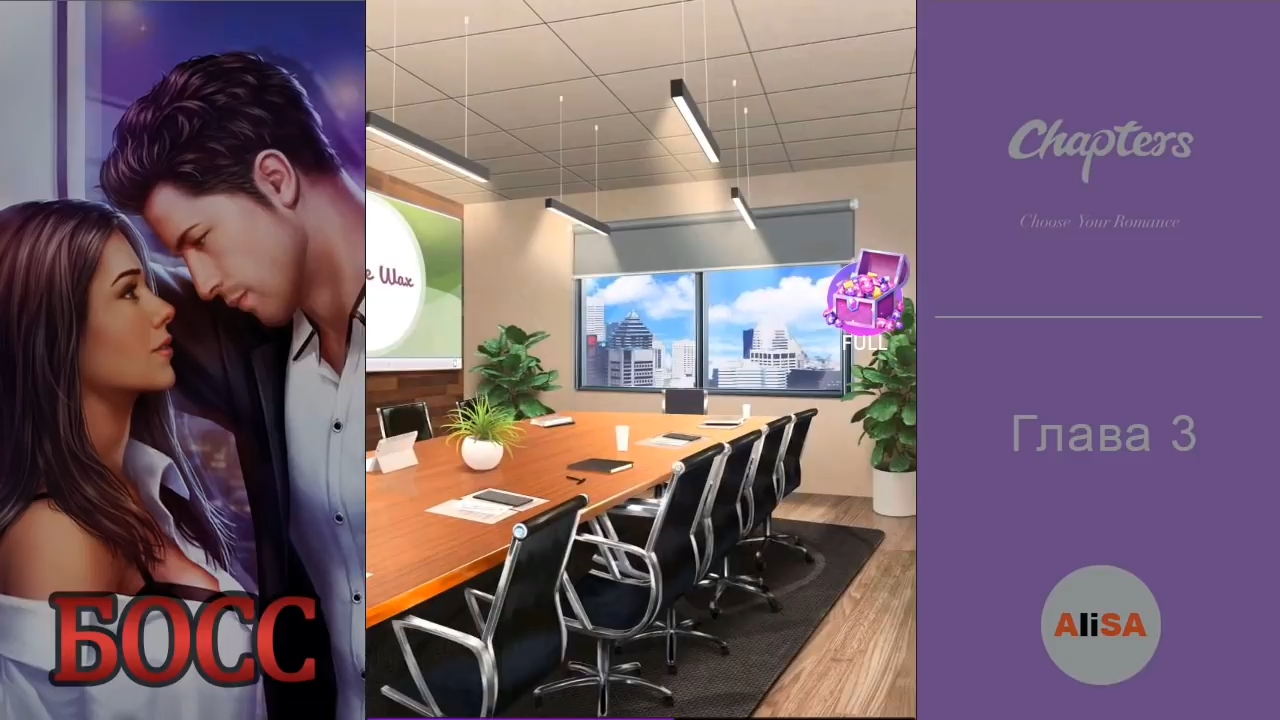 БОСС
e Wax
FULL
Chapters
Choose Your Romance
Глава 3
AliSA